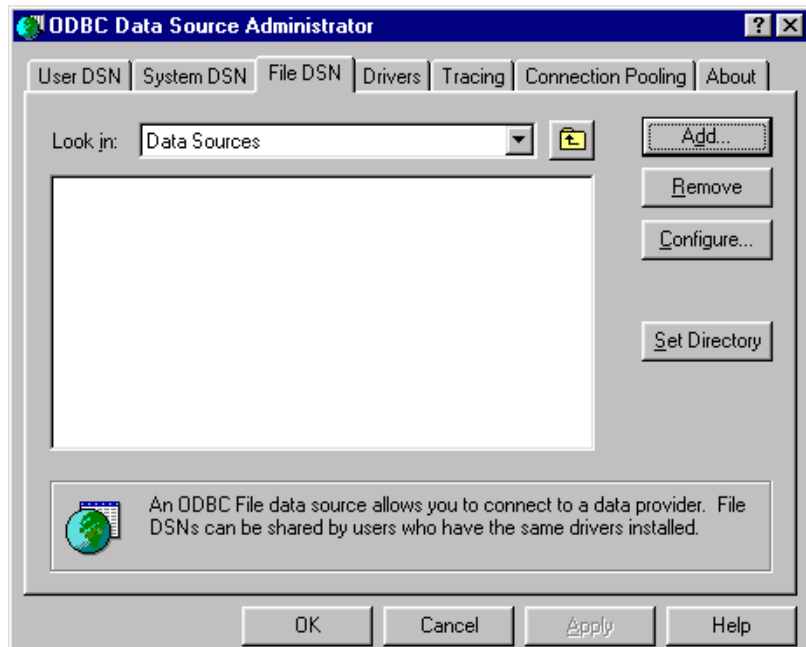 ODBC Data Source Administrator
User DSN System DSN File DSN Drivers Tracing Connection Pooling About
Look in: Data Sources
Add...
Remove
Configure...
Set Directory
An ODBC File data source allows you to connect to a data provider. File
DSNs can be shared by users who have the same drivers installed.
OK Cancel Apply Help